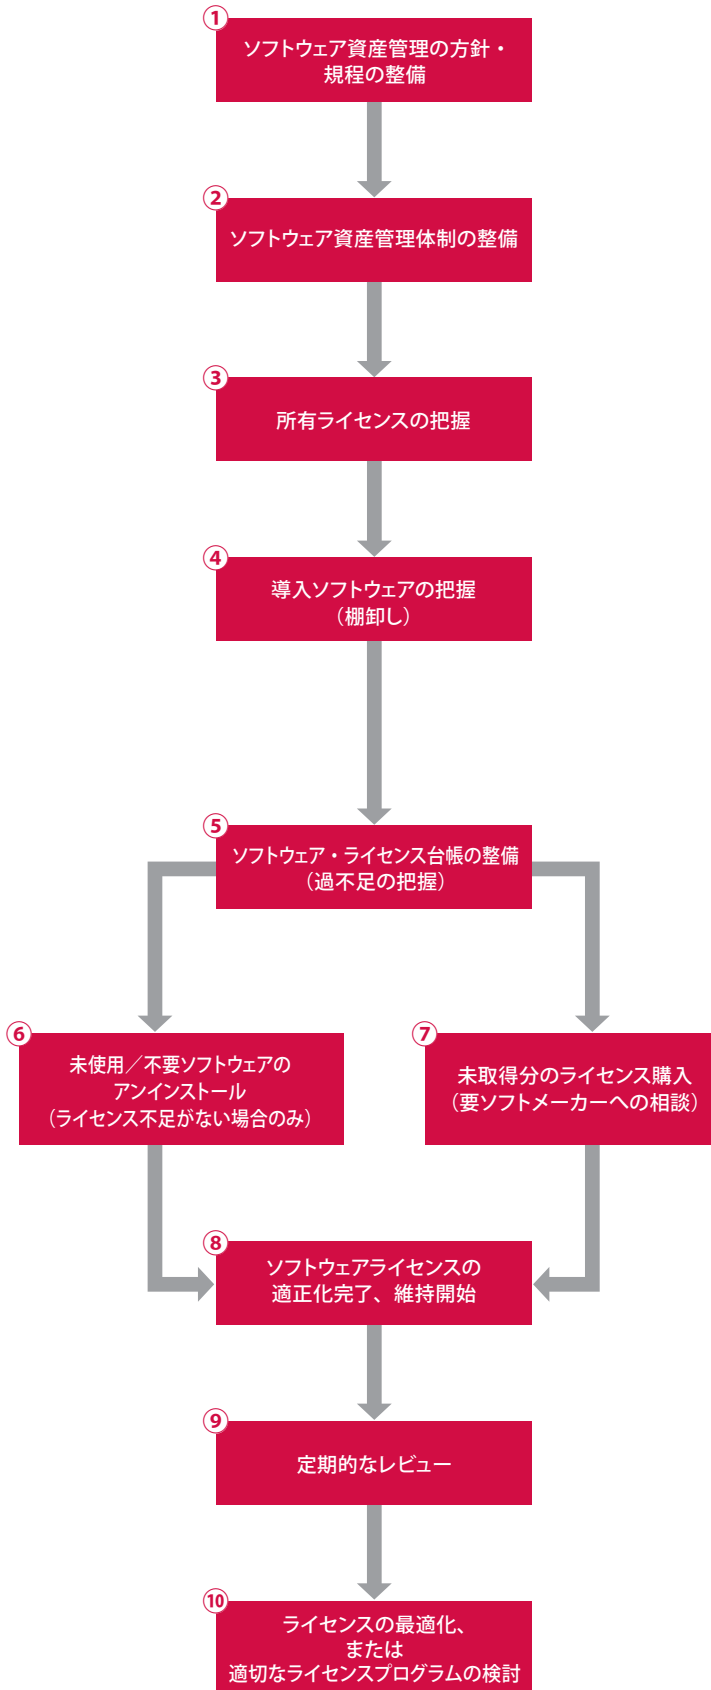 ①
ソフトウェア資産管理の方針・
規程の整備
②
ソフトウェア資産管理体制の整備
③
所有ライセンスの把握
④
導入ソフトウェアの把握
（棚卸し）
⑤
ソフトウェア・ライセンス台帳の整備
（過不足の把握）
⑥
未使用／不要ソフトウェアの
アンインストール
（ライセンス不足がない場合のみ）
⑦
未取得分のライセンス購入
（要ソフトメーカーへの相談）
⑧
ソフトウェアライセンスの
適正化完了、維持開始
⑨
定期的なレビュー
⑩
ライセンスの最適化、
または
適切なライセンスプログラムの検討